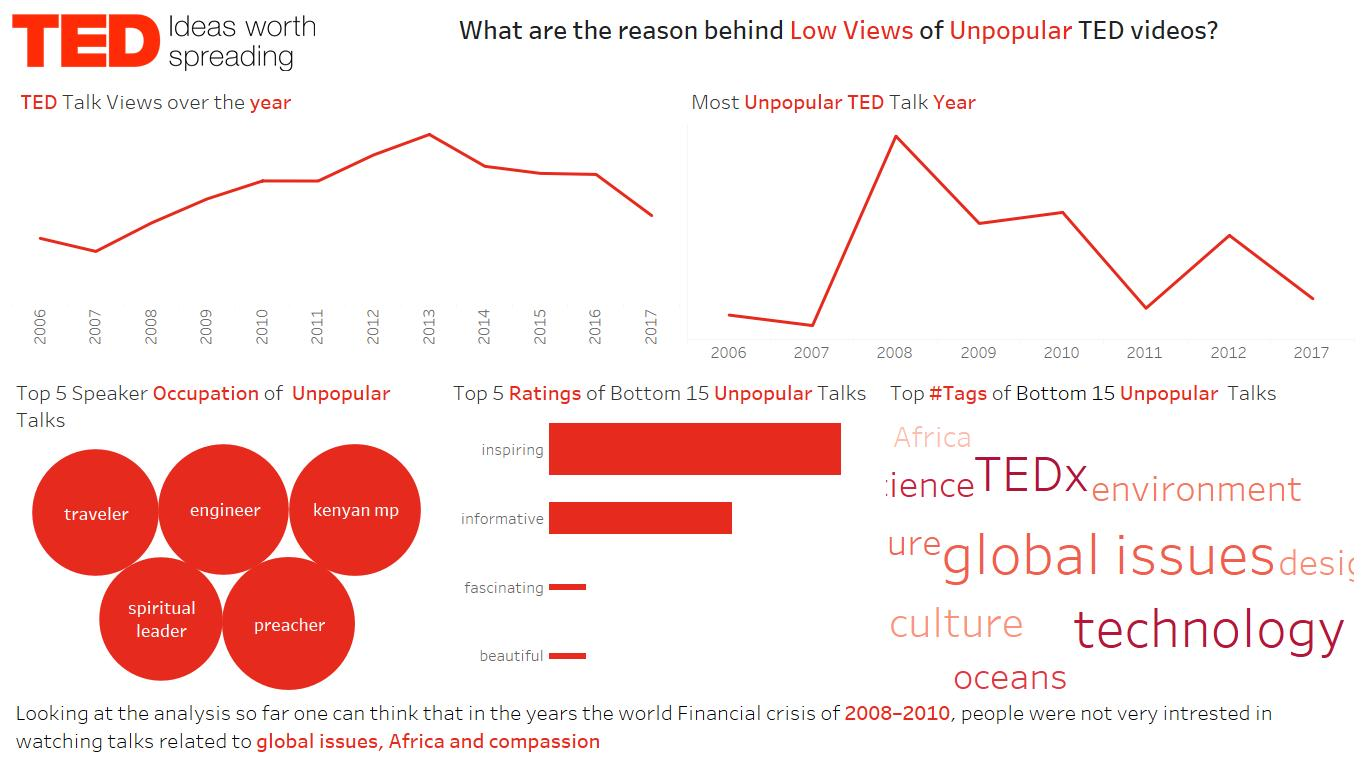 TED Ideas worth
spreading
What are the reason behind Low Views of Unpopular TED videos?
TED Talk Views over the year
2006 2007 2008 2009 2010 2011 2012 2013 2014 2015 2016 2017
Most Unpopular TED Talk Year
2006 2007 2008 2009 2010 2011 2012 2017
Top 5 Speaker Occupation of Unpopular
Talks
traveler
engineer
kenyan mp
spiritual
leader
preacher
Top 5 Ratings of Bottom 15 Unpopular Talks
inspiring
informative
fascinating
beautiful
Top #Tags of Bottom 15 Unpopular Talks
Africa
ience TEDx environment
ure global issues desig
culture technology
oceans
Looking at the analysis so far one can think that in the years the world Financial crisis of 2008–2010, people were not very intrested in
watching talks related to global issues, Africa and compassion